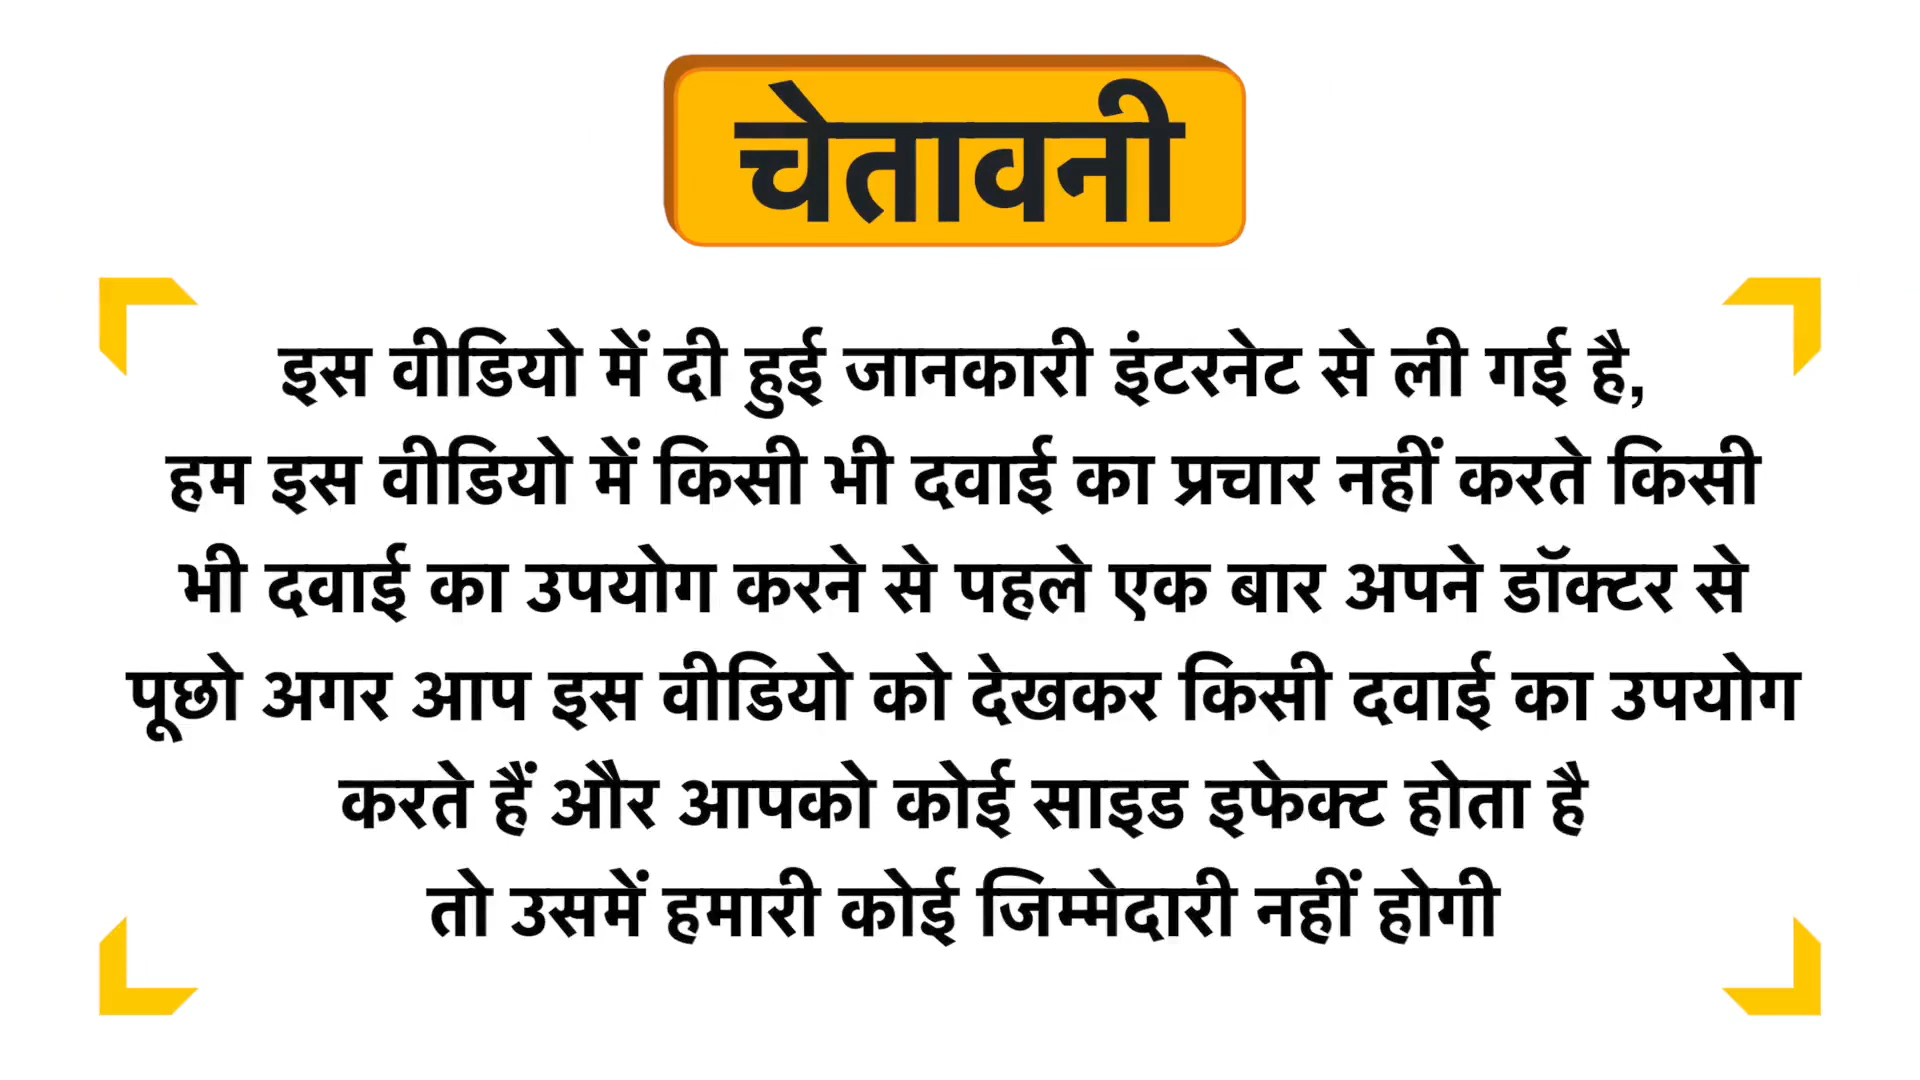 चेतावनी
इस वीडियो में दी हुई जानकारी इंटरनेट से ली गई है,
हम इस वीडियो में किसी भी दवाई का प्रचार नहीं करते किसी
भी दवाई का उपयोग करने से पहले एक बार अपने डॉक्टर से
पूछो अगर आप इस वीडियो को देखकर किसी दवाई का उपयोग
करते हैं और आपको कोई साइड इफेक्ट होता है
तो उसमें हमारी कोई जिम्मेदारी नहीं होगी